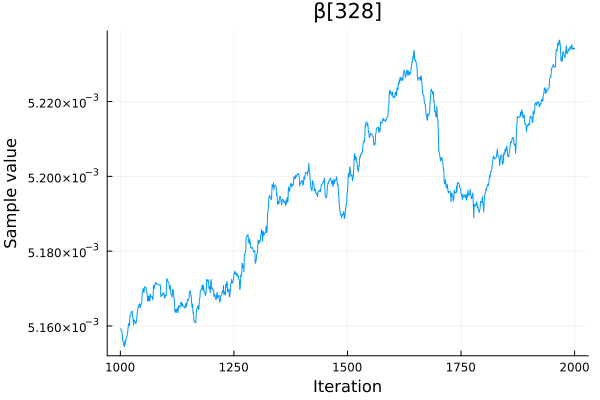 β[328]
Sample value
5.220×10⁻³
5.200×10⁻³
5.180×10⁻³
5.160×10⁻³
1000 1250 1500 1750 2000
Iteration